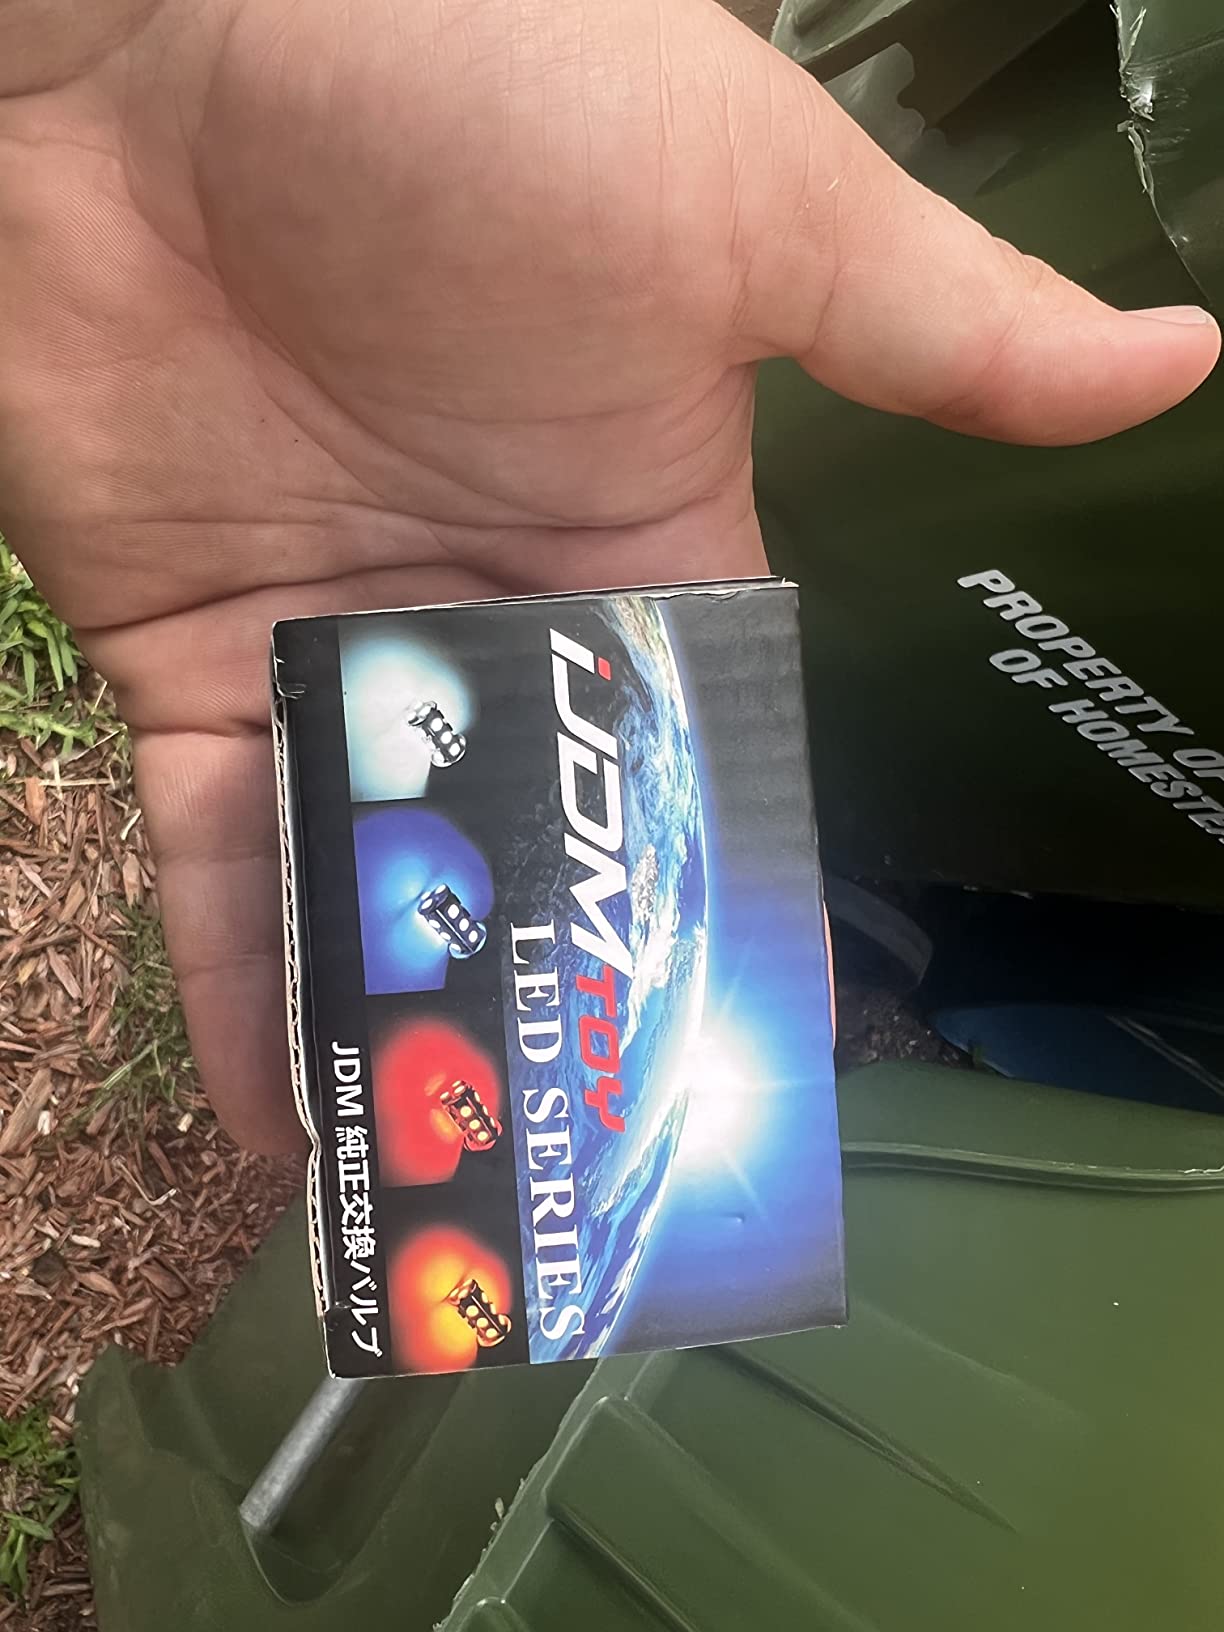 iJDMTOY
LED SERIES
JDM 純正交換バルブ
PROPERTY OF
OF HOMESTE